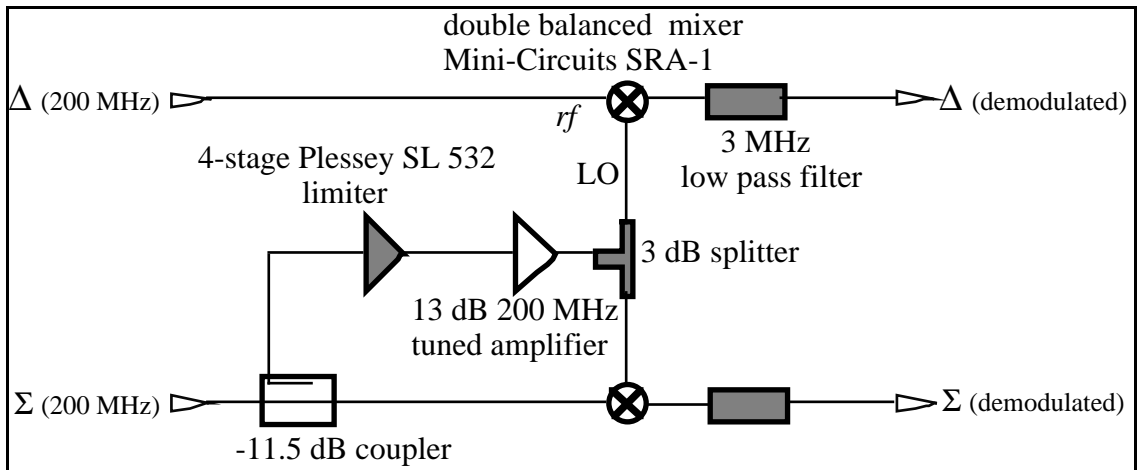 double balanced mixer
Mini-Circuits SRA-1
Δ (200 MHz)
rf
Δ (demodulated)
3 MHz
low pass filter
4-stage Plessey SL 532
limiter
LO
3 dB splitter
13 dB 200 MHz
tuned amplifier
Σ (200 MHz)
Σ (demodulated)
-11.5 dB coupler